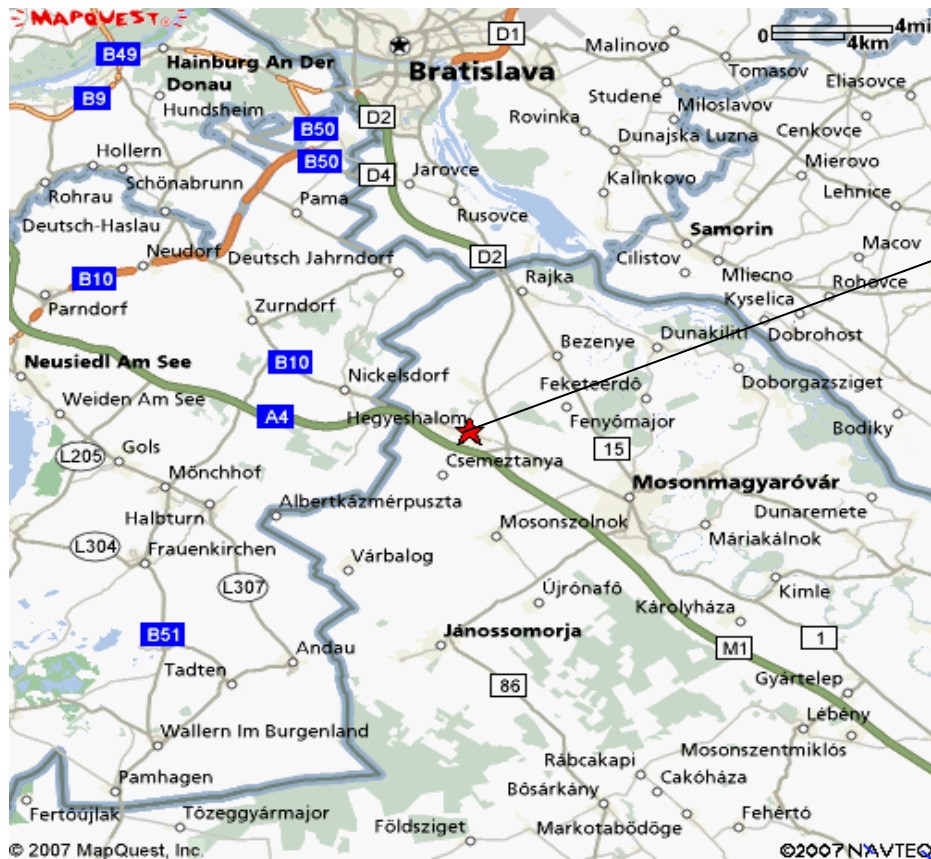 MAPQUEST
0 4mi
4km
B49
D1
Malinovo
Hainburg An Der
Donau
Bratislava
Tomasov
Eliasovce
B9
Hundsheim
Studene
Miloslavov
D2
Rovinka
Cenkovce
B50
Dunajska Luzna
B50
Hollern
Mierovo
Rohrau
Schönabrunn
D4
Jarovce
Kalinkovo
Lehnice
Pama
Rusovce
Deutsch-Haslau
Samorin
Neudorf
Deutsch Jahrndorf
D2
Cilistov
Macov
B10
Rajka
Mliecno
Rohovce
Parndorf
Zurndorf
Kyselica
Dunakiliti
Dobrohost
Bezenye
Neusiedl Am See
B10
Nickelsdorf
Feketeerdő
Doborgazsziget
Weiden Am See
A4
Hegyeshalom
Fenyőmajor
Bodiky
Gols
15
L205
Csemeztanya
Mönchhof
Mosonmagyaróvár
Albertkázmérpuszta
Dunaremete
Halbturn
Mosonszolnok
Máriakálnok
L304
Frauenkirchen
Várbalog
L307
Újrónafő
Kimle
Károlyháza
B51
Jánossomorja
1
Andau
M1
Tadten
Gyártelep
86
Lébény
Wallern Im Burgenland
Mosonszentmiklós
Rábcakapi
Pamhagen
Cakóháza
Bősárkány
Fertőújlak
Tőzeggyármajor
Földsziget
Markotabödöge
Fehértó
© 2007 MapQuest, Inc.
©2007 NAVTEQ